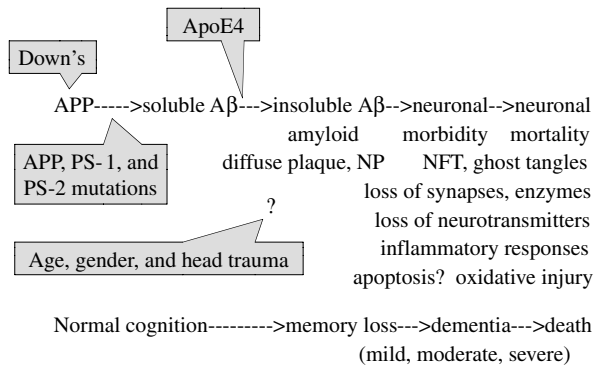 ApoE4
Down's
APP----->soluble Aβ--->insoluble Aβ-->neuronal-->neuronal
amyloid morbidity mortality
APP, PS-1, and
PS-2 mutations
diffuse plaque, NP NFT, ghost tangles
loss of synapses, enzymes
?
loss of neurotransmitters
inflammatory responses
Age, gender, and head trauma
apoptosis? oxidative injury
Normal cognition--------->memory loss--->dementia--->death
(mild, moderate, severe)